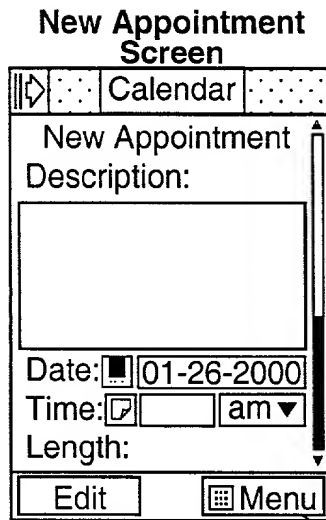 New Appointment
Screen
Calendar
New Appointment
Description:
Date: 01-26-2000
Time: am
Length:
Edit Menu